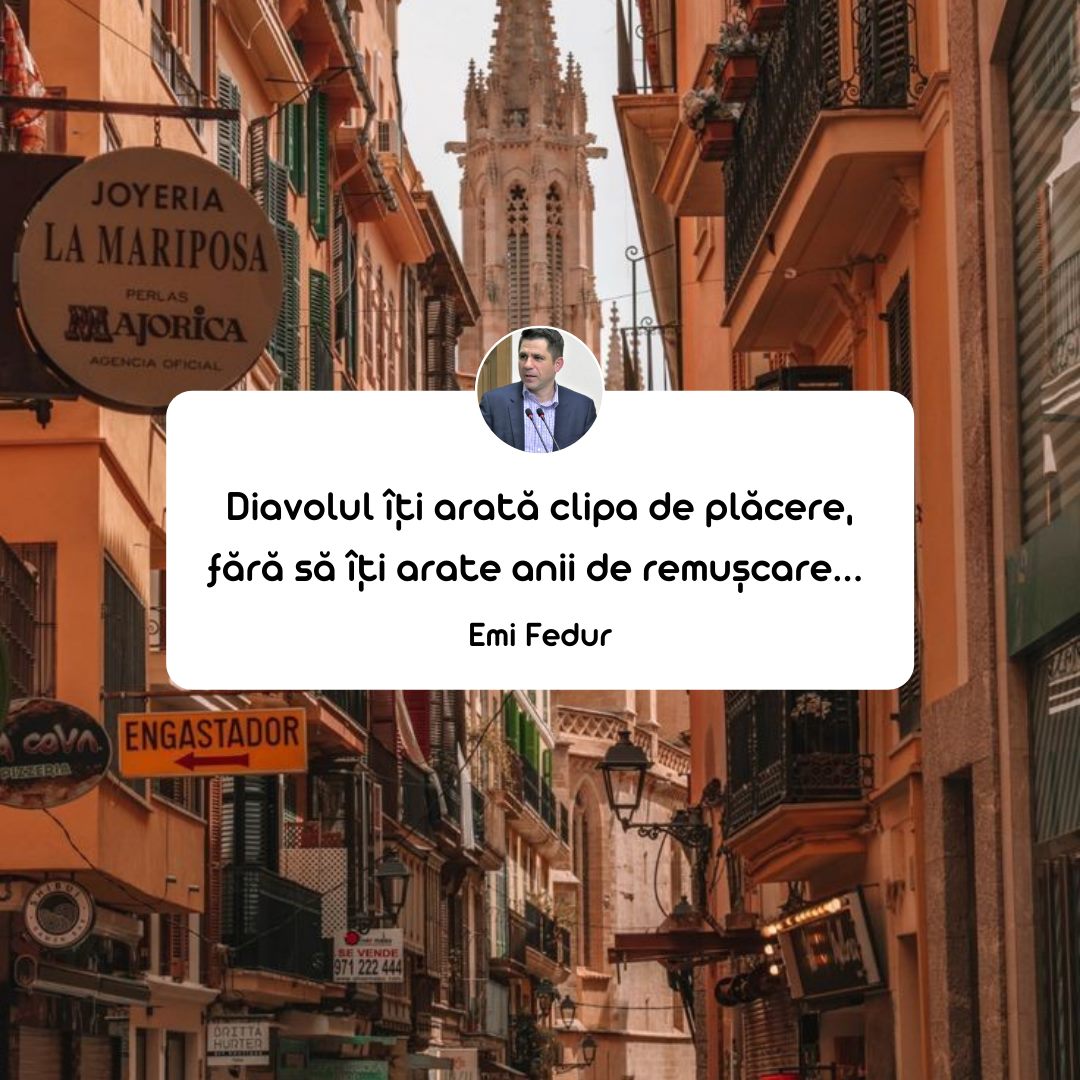 JOYERIA
LA MARIPOSA
PERLAS
MAJORICA
AGENCIA OFICIAL
Diavolul îți arată clipa de plăcere,
fără să îți arate anii de remușcare...
Emi Fedur
ENGASTADOR
COVA
PIZZERIA
SE VENDE
971 222 444
DRITTA
HURTER